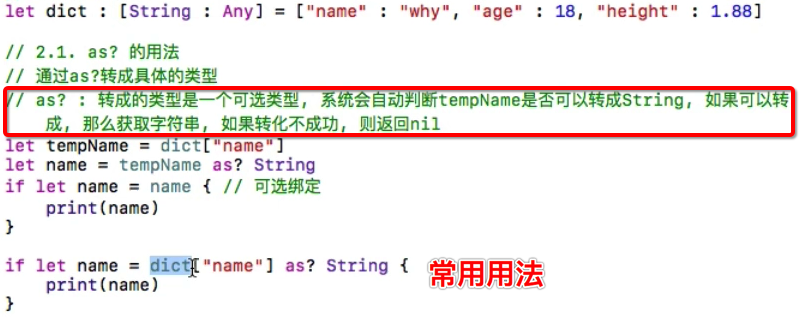 let dict : [String : Any] = ["name" : "why", "age" : 18, "height" : 1.88]
// 2.1. as? 的用法
// 通过as?转成具体的类型
// as? : 转成的类型是一个可选类型, 系统会自动判断tempName是否可以转成String, 如果可以转
成, 那么获取字符串, 如果转化不成功, 则返回nil
let tempName = dict["name"]
let name = tempName as? String
if let name = name { // 可选绑定
print(name)
}
if let name = dict["name"] as? String {
常用用法
print(name)
}